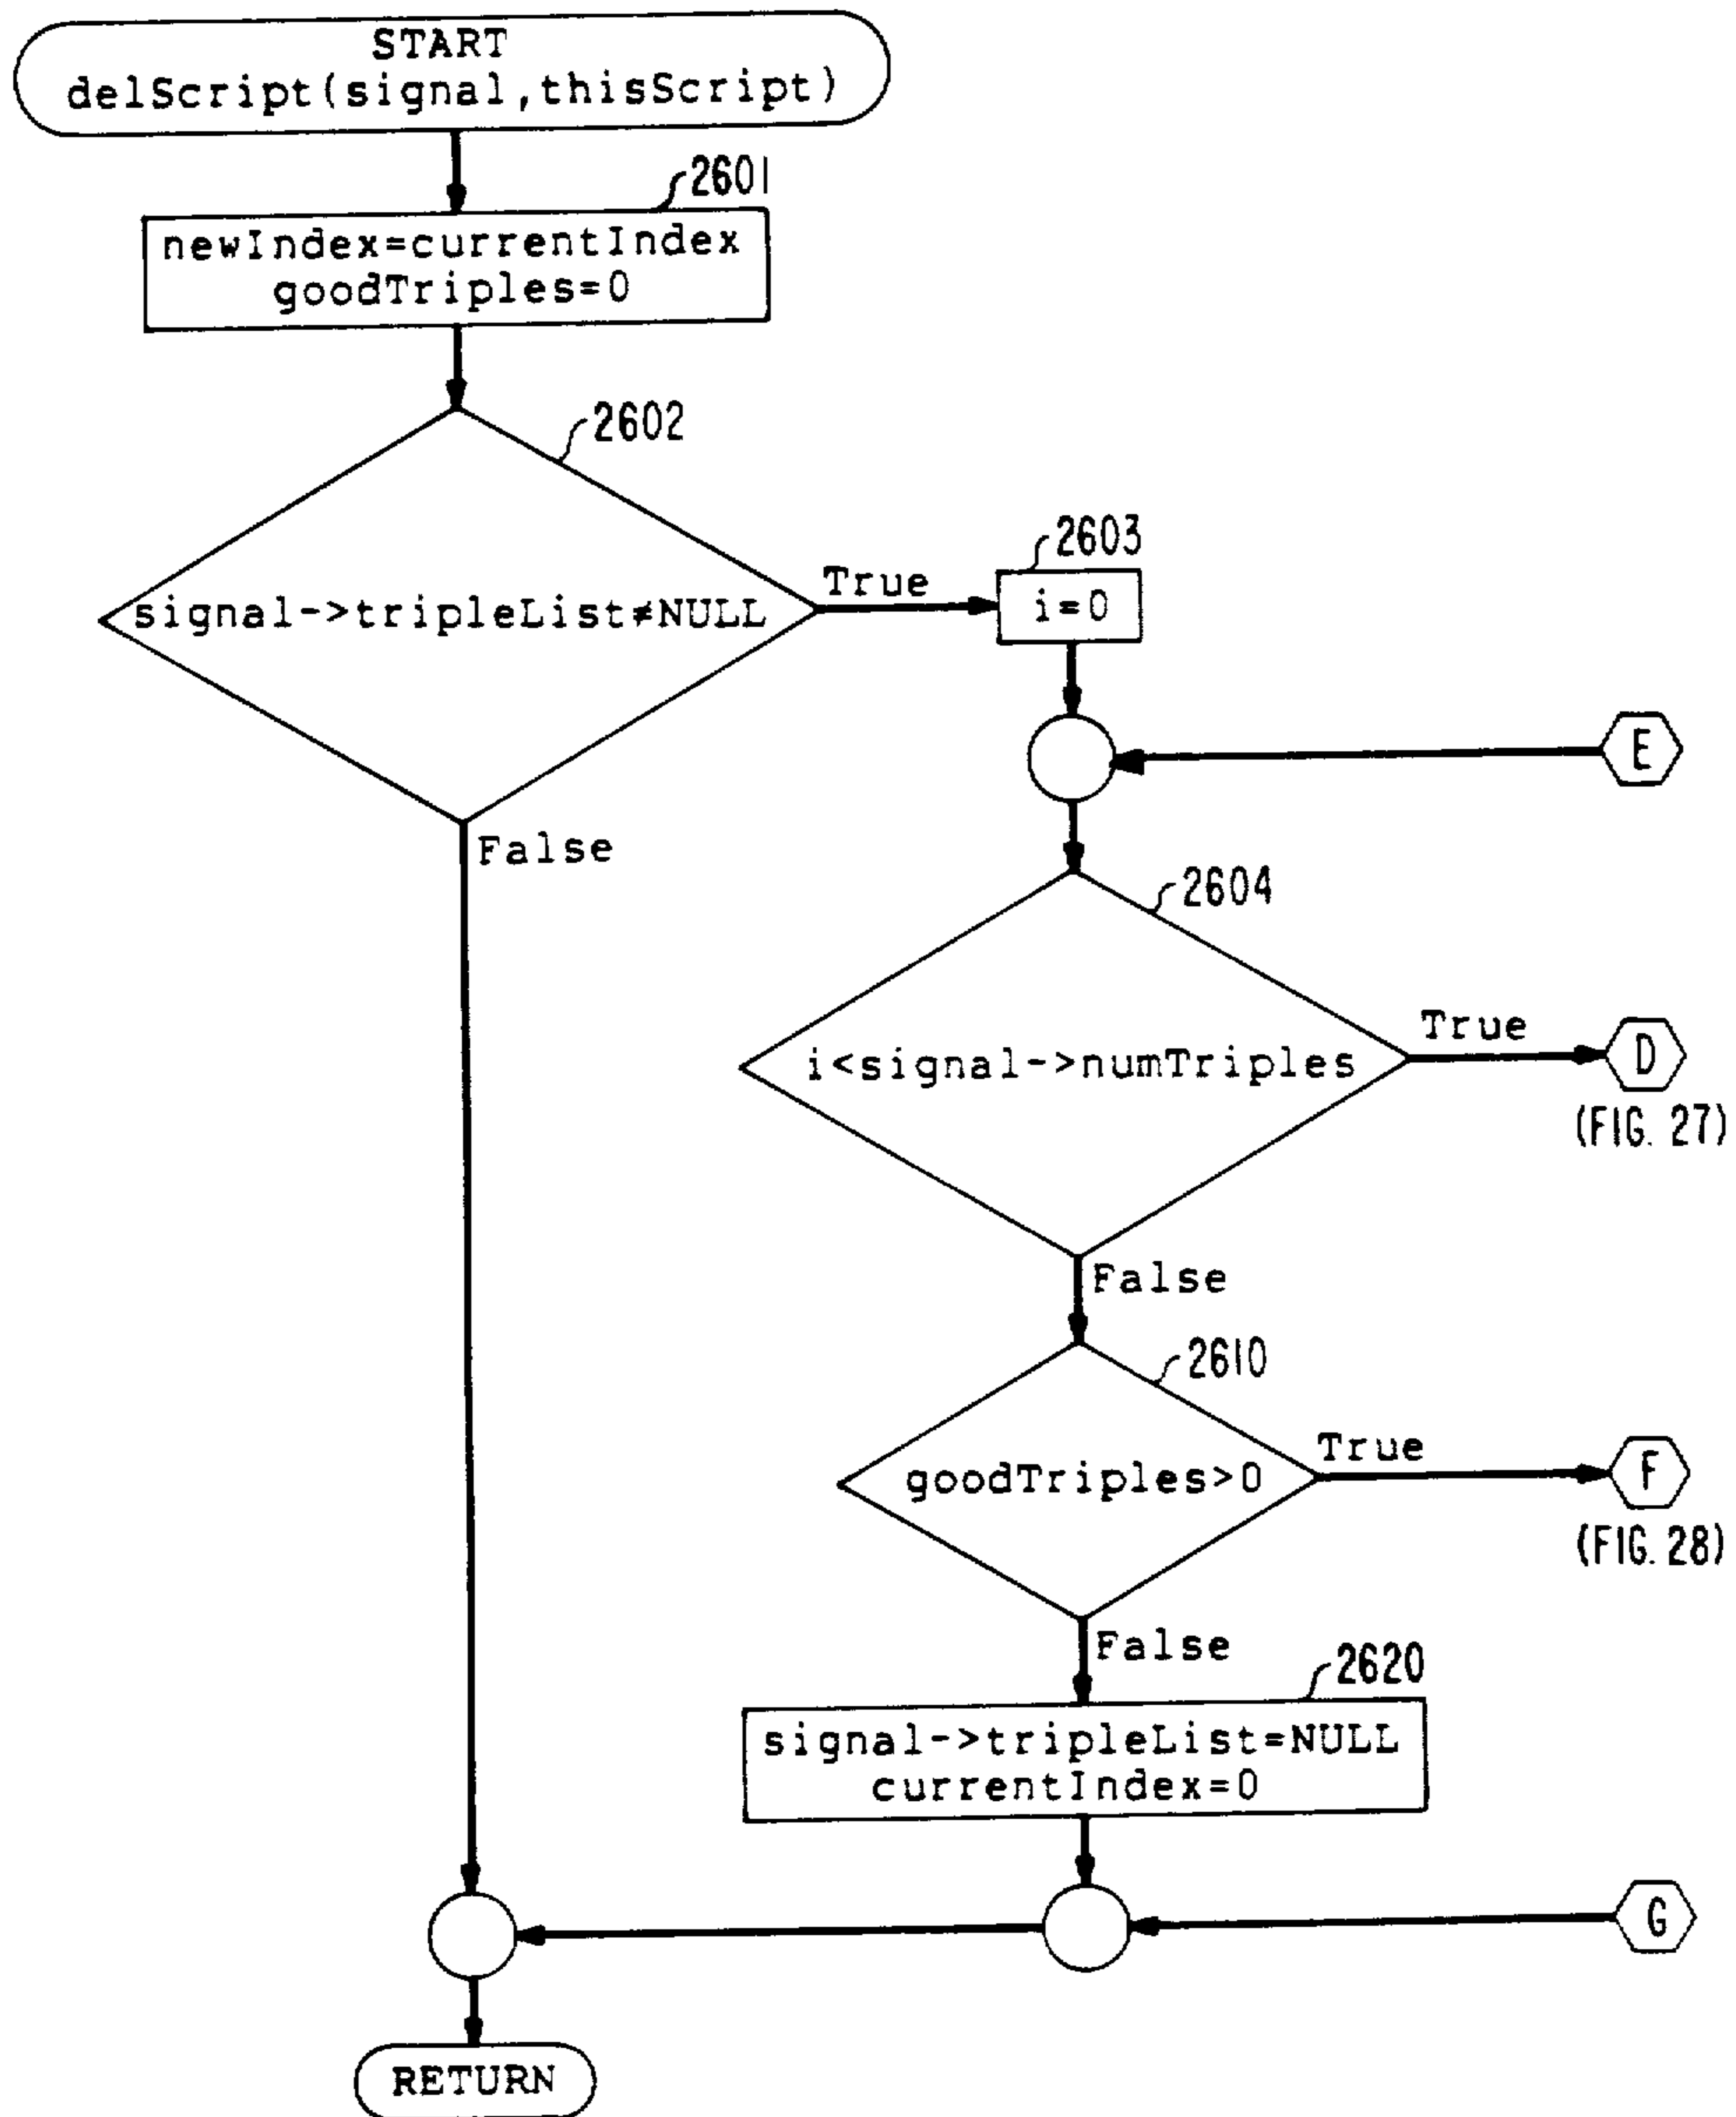 START
delScript(signal,thisScript)
2601
newIndex=currentIndex
goodTriples=0
2602
signal->tripleList≠NULL
True
2603
i=0
E
False
2604
i<signal->numTriples
True
D
(FIG. 27)
False
2610
goodTriples>0
True
F
(FIG. 28)
False
2620
signal->tripleList=NULL
currentIndex=0
G
RETURN